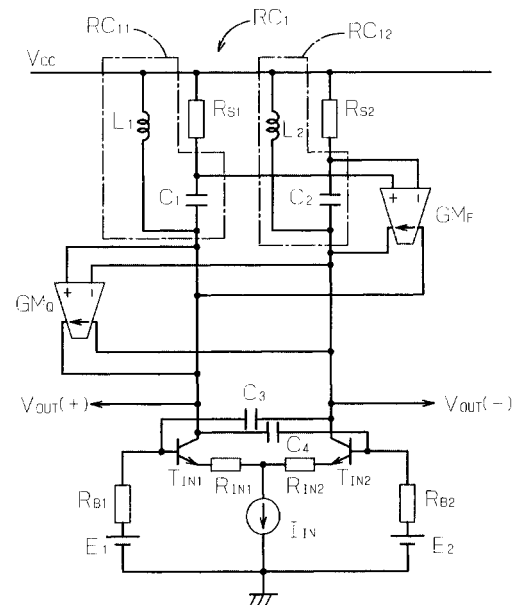 RC11
RC1
RC12
VCC
L1
RS1
L2
RS2
C1
C2
+ −
GMF
+ −
GMQ
VOUT(+)
C3
VOUT(−)
C4
TIN1
RIN1
RIN2
TIN2
RB1
IIN
RB2
E1
E2